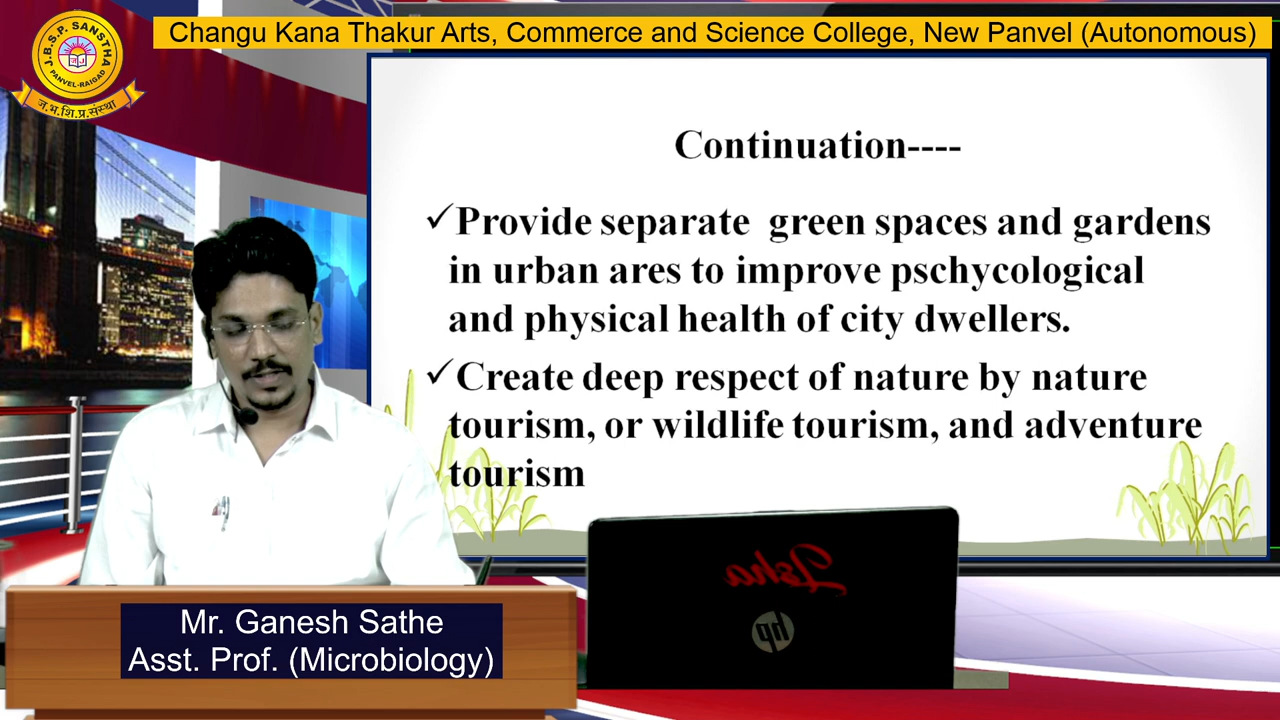 Changu Kana Thakur Arts, Commerce and Science College, New Panvel (Autonomous)
J.B.S.P. SANSTHA
PANVEL-RAIGAD
ज.भ.शि.प्र.संस्था
Continuation----
✓Provide separate green spaces and gardens
in urban ares to improve pschycological
and physical health of city dwellers.
✓Create deep respect of nature by nature
tourism, or wildlife tourism, and adventure
tourism
Isha
hp
Mr. Ganesh Sathe
Asst. Prof. (Microbiology)